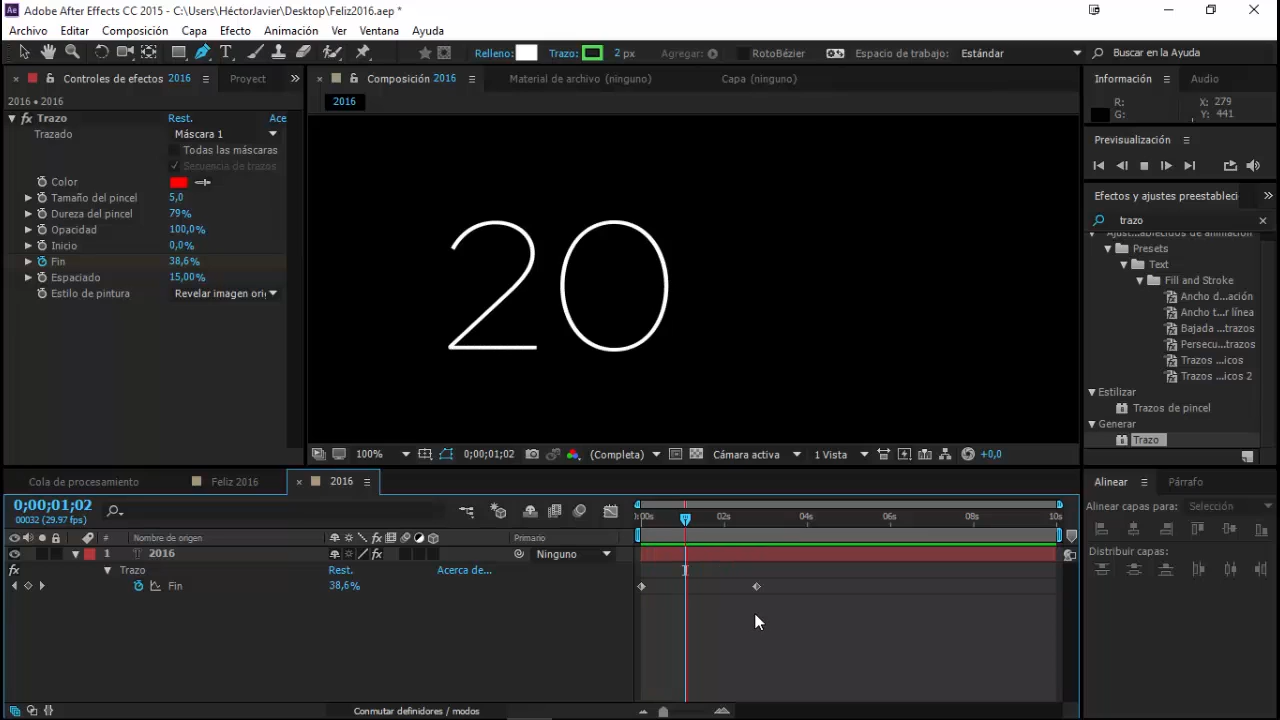 Adobe After Effects CC 2015 - C:\Users\HéctorJavier\Desktop\Feliz2016.aep *
Archivo Editar Composición Capa Efecto Animación Ver Ventana Ayuda
Relleno: Trazo: 2 px Agregar: RotoBézier Espacio de trabajo: Estándar Buscar en la Ayuda
Controles de efectos 2016 Project
Composición 2016 Material de archivo (ninguno) Capa (ninguno)
Información Audio
2016 • 2016
2016
R: X: 279
G: Y: 441
fx Trazo Rest. Ace
Trazado Máscara 1
Todas las máscaras
Secuencia de trazos
Color
Tamaño del pincel 5,0
Dureza del pincel 79%
Opacidad 100,0%
Inicio 0,0%
Fin 38,6%
Espaciado 15,00%
Estilo de pintura Revelar imagen ori
20
Previsualización
Efectos y ajustes preestableci
trazo
Presets
Text
Fill and Stroke
Ancho d...ación
Ancho t...r línea
Bajada ...trazos
Persecu...trazos
Trazos ...icos
Trazos ...icos 2
Estilizar
Trazos de pincel
Generar
Trazo
100% 0;00;01;02 (Completa) Cámara activa 1 Vista +0,0
Cola de procesamiento Feliz 2016 2016
Alinear Párrafo
0;00;01;02
00032 (29.97 fps)
:00s 02s 04s 06s 08s 10s
Alinear capas para: Selección
Distribuir capas:
# Nombre de origen fx Primario
1 T 2016 fx Ninguno
fx Trazo Rest. Acerca de...
Fin 38,6%
Conmutar definidores / modos